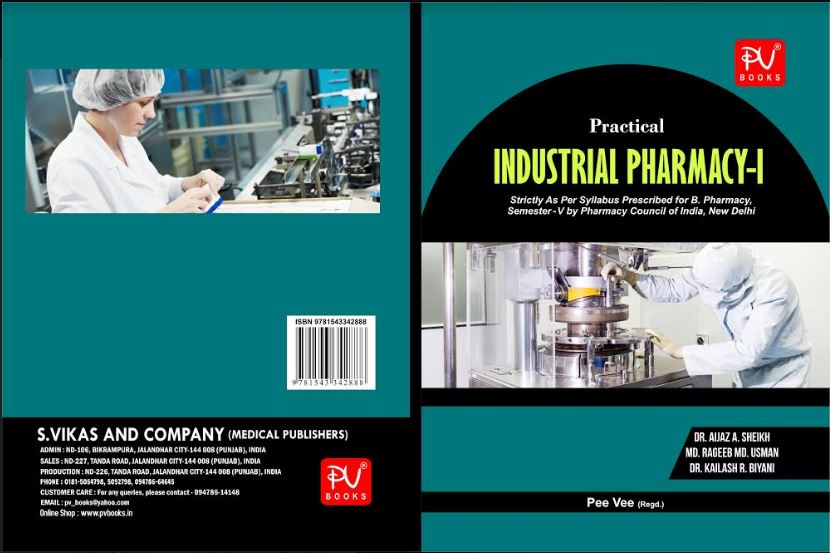 ISBN 9781543342888
9781543 342888
S.VIKAS AND COMPANY (MEDICAL PUBLISHERS)
ADMIN : ND-106, BIKRAMPURA, JALANDHAR CITY-144 008 (PUNJAB), INDIA
SALES : ND-227, TANDA ROAD, JALANDHAR CITY-144 008 (PUNJAB), INDIA
PRODUCTION : ND-226, TANDA ROAD, JALANDHAR CITY-144 008 (PUNJAB), INDIA
PHONE : 0181-5054798, 5092798, 094786-64645
CUSTOMER CARE : For any queries, please contact - 094786-14148
EMAIL : pv_books@yahoo.com
Online Shop : www.pvbooks.in
PV®
BOOKS
PV®
BOOKS
Practical
INDUSTRIAL PHARMACY-I
Strictly As Per Syllabus Prescribed for B. Pharmacy,
Semester-V by Pharmacy Council of India, New Delhi
DR. AIJAZ A. SHEIKH
MD. RAGEEB MD. USMAN
DR. KAILASH R. BIYANI
Pee Vee (Regd.)